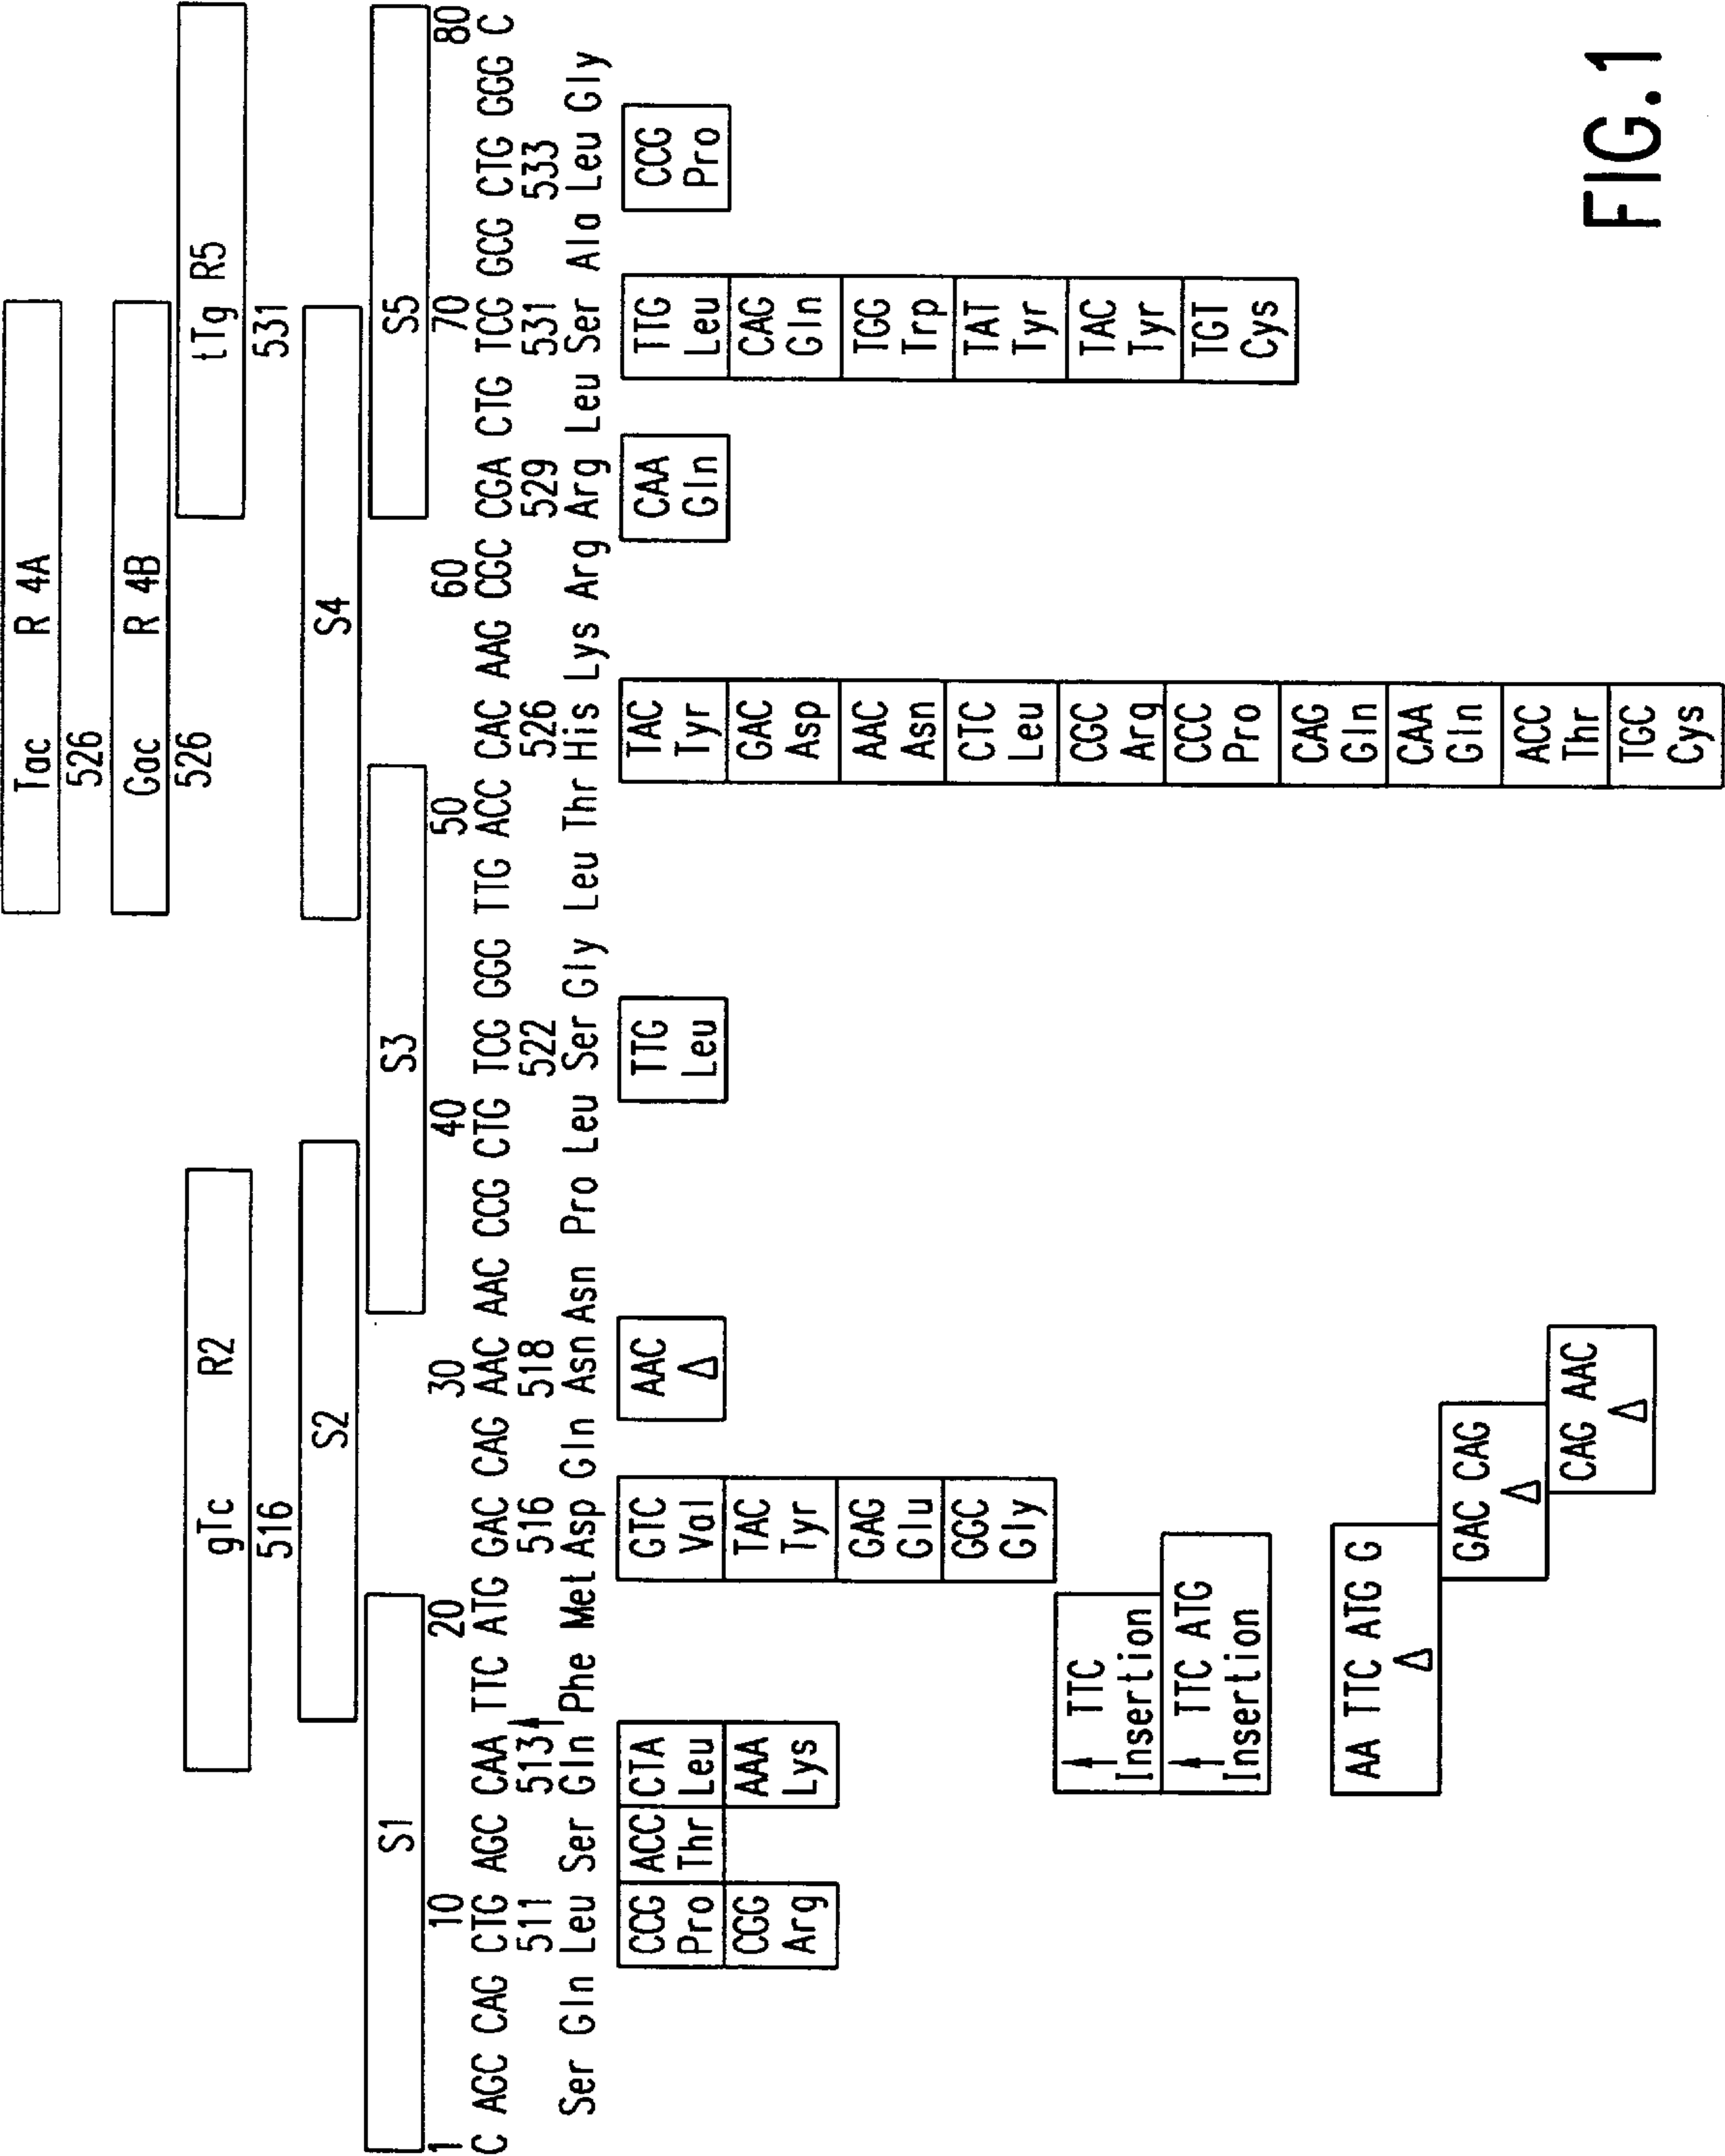 Tac R 4A
526
Gac R 4B
526
gTc R2
516
tTg R5
531
S2
S4
S1
S3
S5
1 10 20 30 40 50 60 70 80
C AGC CAG CTG AGC CAA TTC ATG GAC CAG AAC AAC CCG CTG TCG GGG TTG ACC CAC AAG CGC CGA CTG TCG GCG CTG GGG C
511 513 516 518 522 526 529 531 533
Ser Gln Leu Ser Gln Phe Met Asp Gln Asn Asn Pro Leu Ser Gly Leu Thr His Lys Arg Arg Leu Ser Ala Leu Gly
CCG ACC CTA GTC AAC TTG TAC CAA TTG CCG
Pro Thr Leu Val Δ Leu Tyr Gln Leu Pro
CGG AAA TAC GAC CAG
Arg Lys Tyr Asp Gln
GAG AAC TGG
Glu Asn Trp
GGC CTC TAT
Gly Leu Tyr
TTC CGC TAC
Insertion Arg Tyr
TTC ATG CCC TGT
Insertion Pro Cys
CAG
Gln
AA TTC ATG G CAA
Δ Gln
GAC CAG ACC
Δ Thr
CAG AAC TGC
Δ Cys
FIG.1